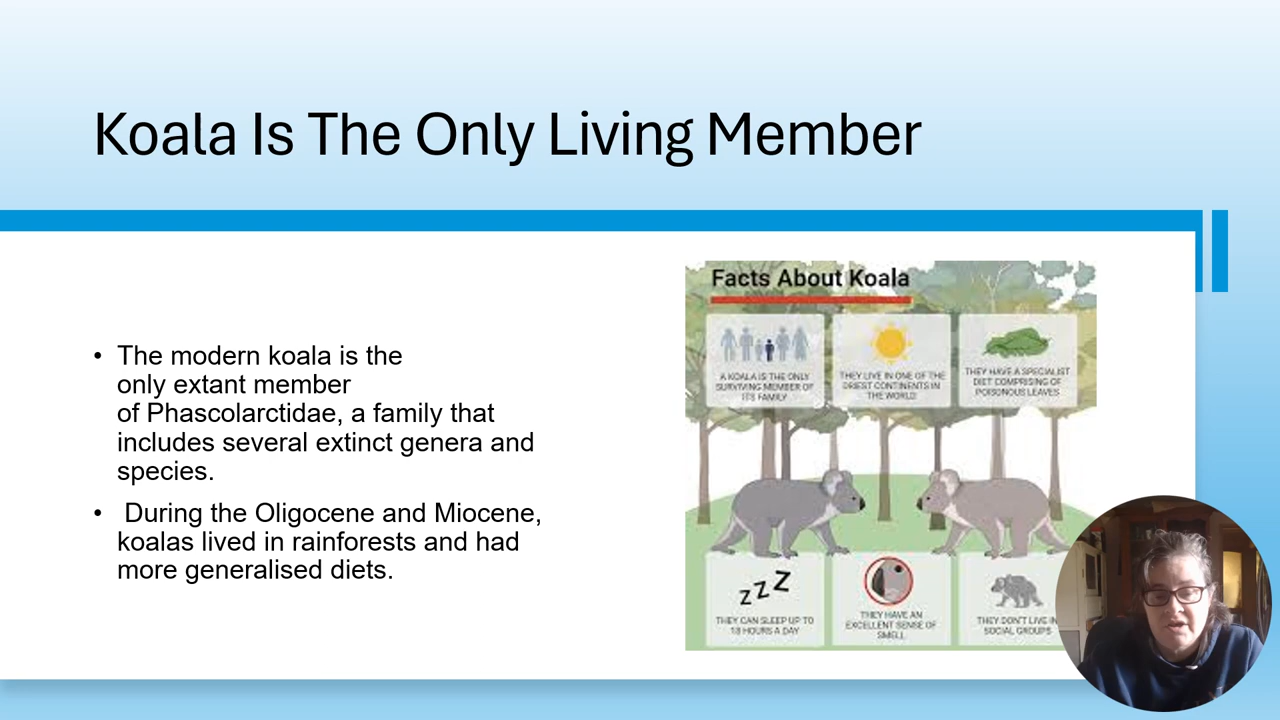 Koala Is The Only Living Member
• The modern koala is the
only extant member
of Phascolarctidae, a family that
includes several extinct genera and
species.
• During the Oligocene and Miocene,
koalas lived in rainforests and had
more generalised diets.
Facts About Koala
A KOALA IS THE ONLY
SURVIVING MEMBER OF
ITS FAMILY
THEY LIVE IN ONE OF THE
DRIEST CONTINENTS IN
THE WORLD
THEY HAVE A SPECIALIST
DIET COMPRISING OF
POISONOUS LEAVES
z z z
THEY CAN SLEEP UP TO
18 HOURS A DAY
THEY HAVE AN
EXCELLENT SENSE OF
SMELL
THEY DON'T LIVE IN
SOCIAL GROUPS